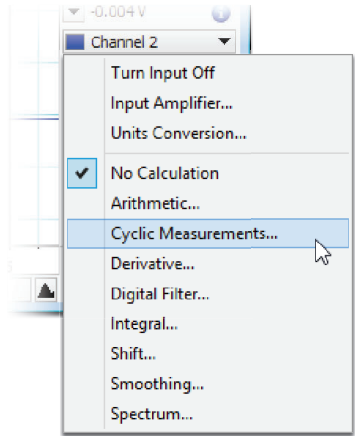 -0.004 V
Channel 2
Turn Input Off
Input Amplifier...
Units Conversion...
No Calculation
Arithmetic...
Cyclic Measurements...
Derivative...
Digital Filter...
Integral...
Shift...
Smoothing...
Spectrum...